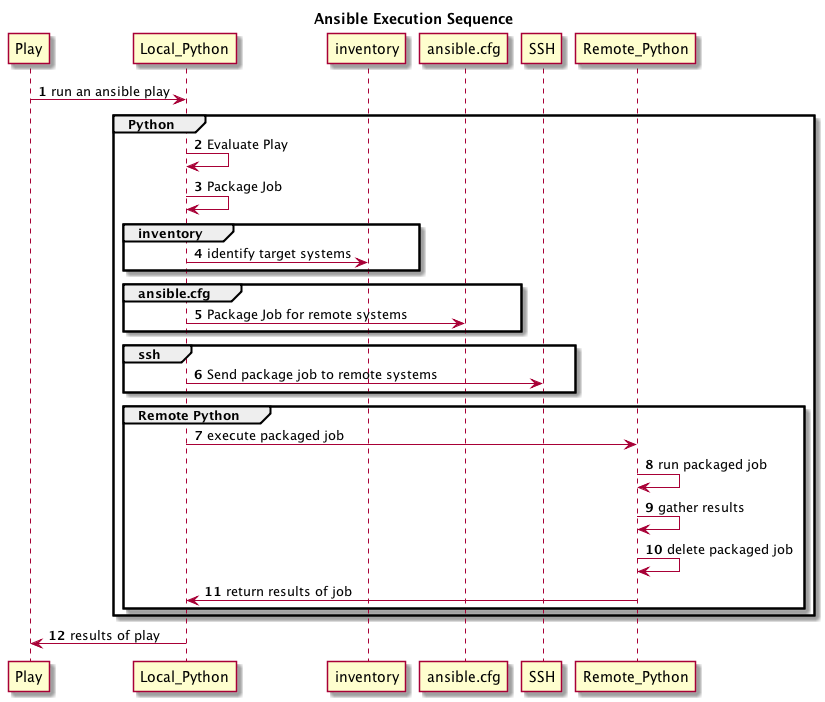 Ansible Execution Sequence
Play Local_Python inventory ansible.cfg SSH Remote_Python
1 run an ansible play
Python
2 Evaluate Play
3 Package Job
inventory
4 identify target systems
ansible.cfg
5 Package Job for remote systems
ssh
6 Send package job to remote systems
Remote Python
7 execute packaged job
8 run packaged job
9 gather results
10 delete packaged job
11 return results of job
12 results of play
Play Local_Python inventory ansible.cfg SSH Remote_Python